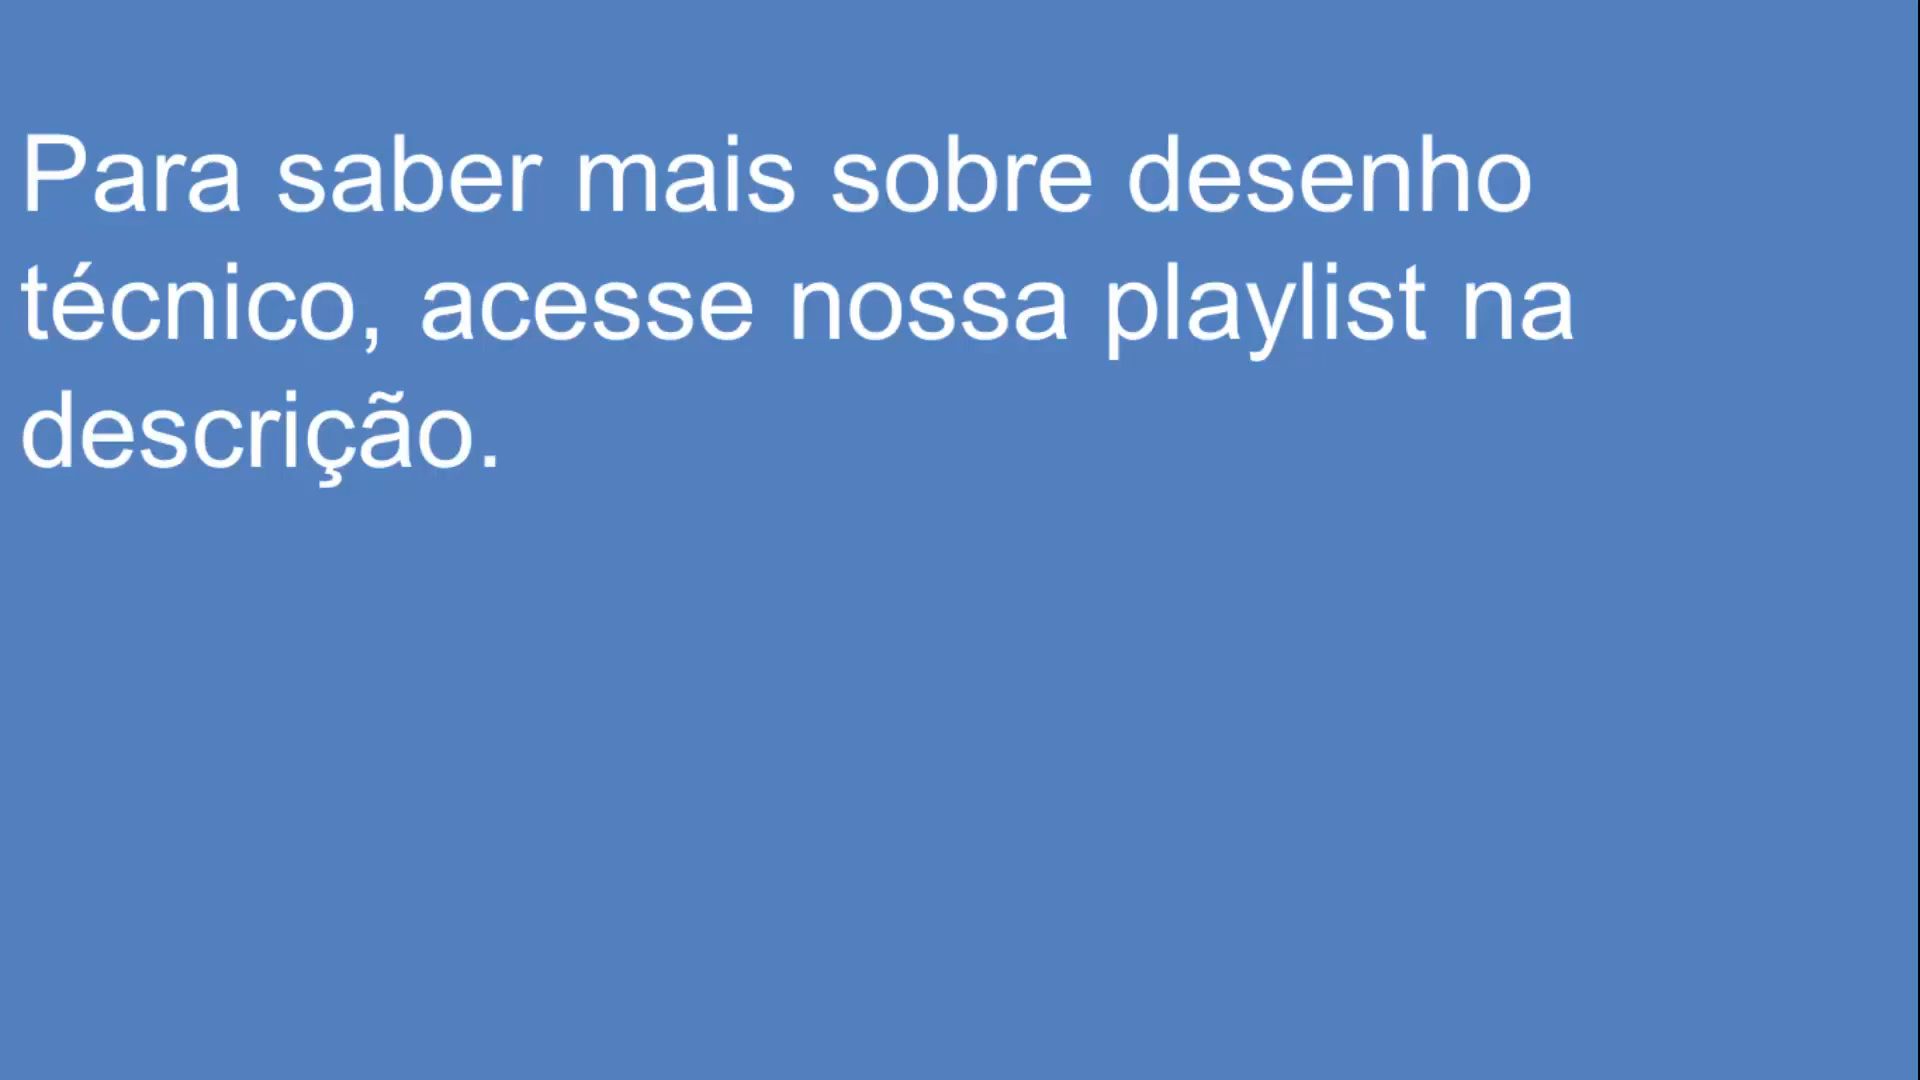 Para saber mais sobre desenho
técnico, acesse nossa playlist na
descrição.